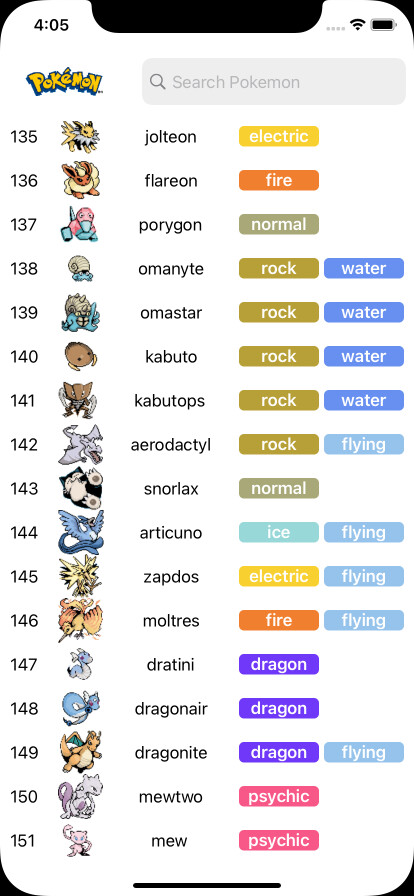 4:05
POKéMON
Search Pokemon
135 jolteon electric
136 flareon fire
137 porygon normal
138 omanyte rock water
139 omastar rock water
140 kabuto rock water
141 kabutops rock water
142 aerodactyl rock flying
143 snorlax normal
144 articuno ice flying
145 zapdos electric flying
146 moltres fire flying
147 dratini dragon
148 dragonair dragon
149 dragonite dragon flying
150 mewtwo psychic
151 mew psychic